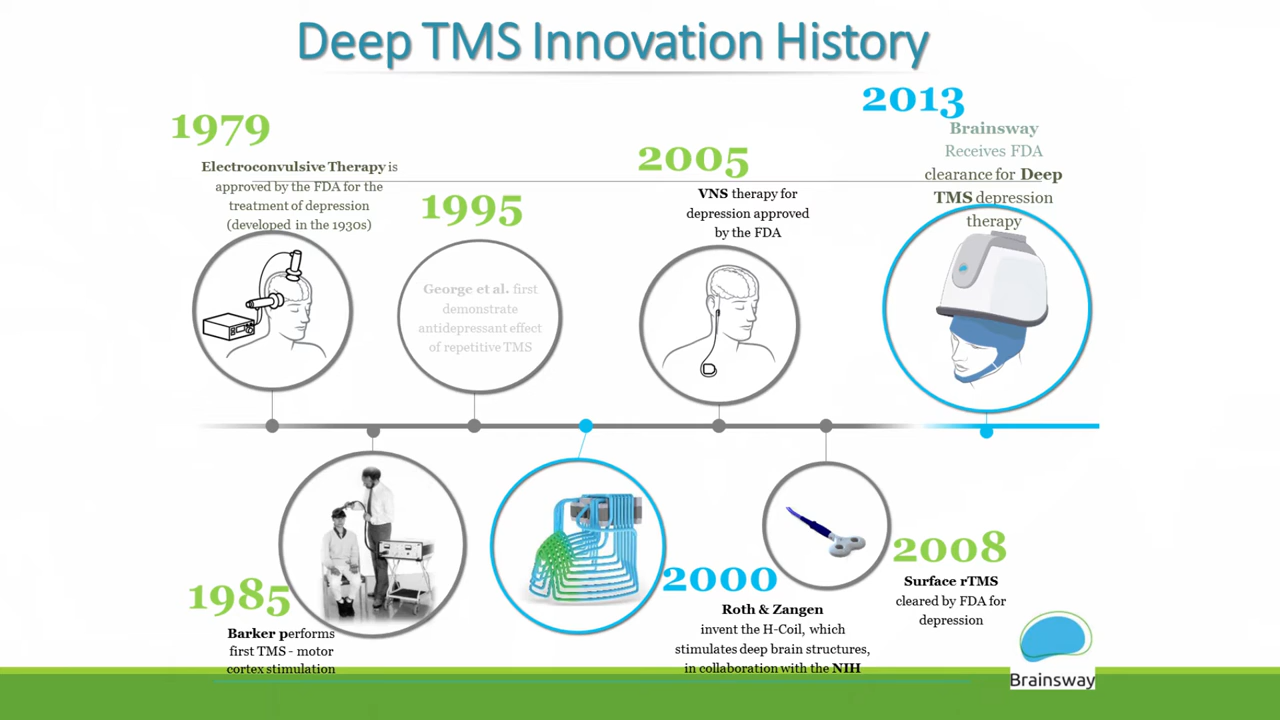 Deep TMS Innovation History
1979
Electroconvulsive Therapy is
approved by the FDA for the
treatment of depression
(developed in the 1930s)
1995
George et al. first
demonstrate
antidepressant effect
of repetitive TMS
2005
VNS therapy for
depression approved
by the FDA
2013
Brainsway
Receives FDA
clearance for Deep
TMS depression
therapy
1985
Barker performs
first TMS - motor
cortex stimulation
2000
Roth & Zangen
invent the H-Coil, which
stimulates deep brain structures,
in collaboration with the NIH
2008
Surface rTMS
cleared by FDA for
depression
Brainsway